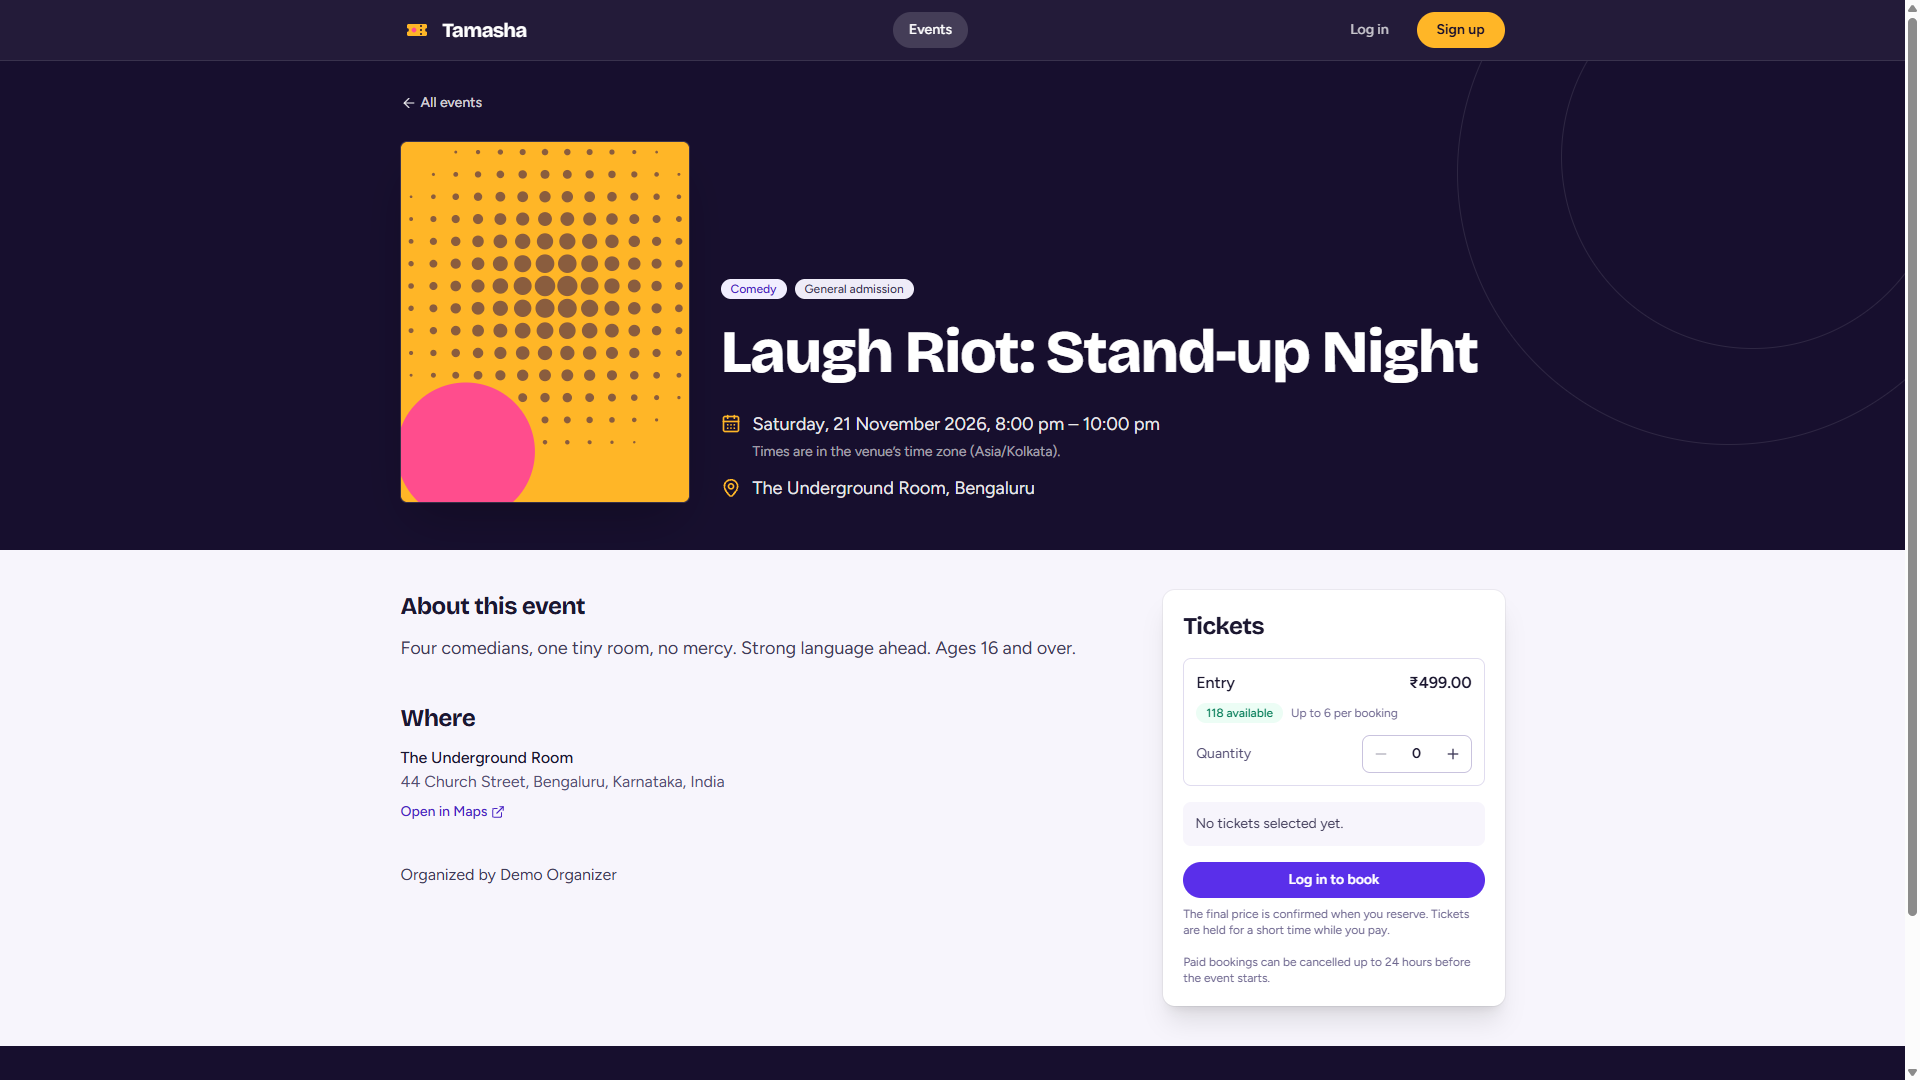 Tamasha
Events
Log in
Sign up
All events
Comedy
General admission
Laugh Riot: Stand-up Night
Saturday, 21 November 2026, 8:00 pm – 10:00 pm
Times are in the venue's time zone (Asia/Kolkata).
The Underground Room, Bengaluru
About this event
Four comedians, one tiny room, no mercy. Strong language ahead. Ages 16 and over.
Where
The Underground Room
44 Church Street, Bengaluru, Karnataka, India
Open in Maps
Organized by Demo Organizer
Tickets
Entry
₹499.00
118 available
Up to 6 per booking
Quantity
0
No tickets selected yet.
Log in to book
The final price is confirmed when you reserve. Tickets
are held for a short time while you pay.
Paid bookings can be cancelled up to 24 hours before
the event starts.